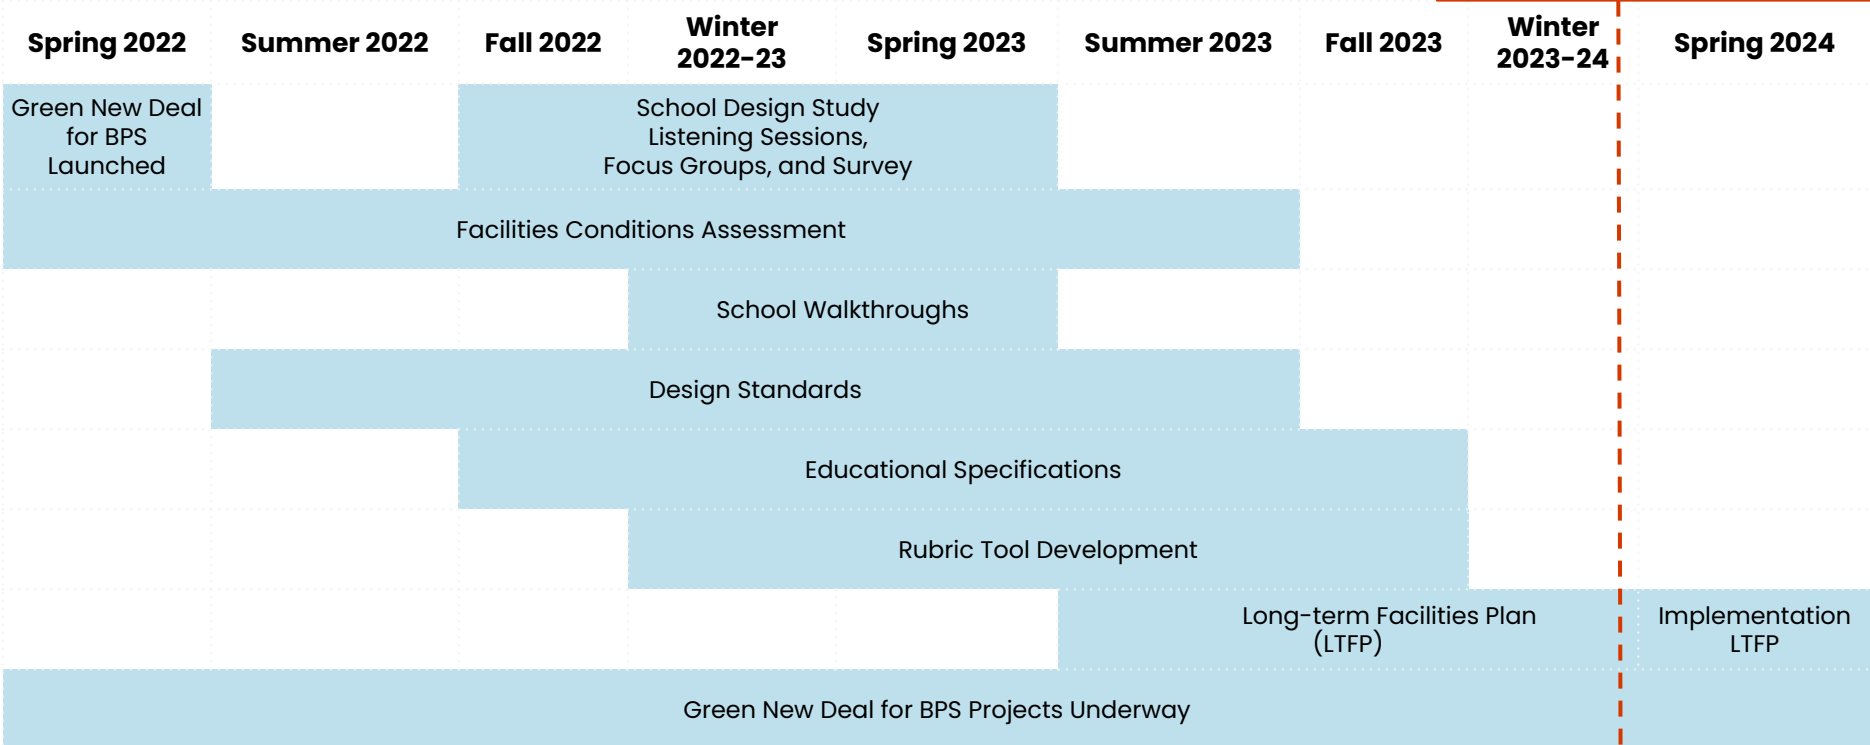 Spring 2022
Summer 2022
Fall 2022
Winter
2022-23
Spring 2023
Summer 2023
Fall 2023
Winter
2023-24
Spring 2024
Green New Deal
for BPS
Launched
School Design Study
Listening Sessions,
Focus Groups, and Survey
Facilities Conditions Assessment
School Walkthroughs
Design Standards
Educational Specifications
Rubric Tool Development
Long-term Facilities Plan
(LTFP)
Implementation
LTFP
Green New Deal for BPS Projects Underway